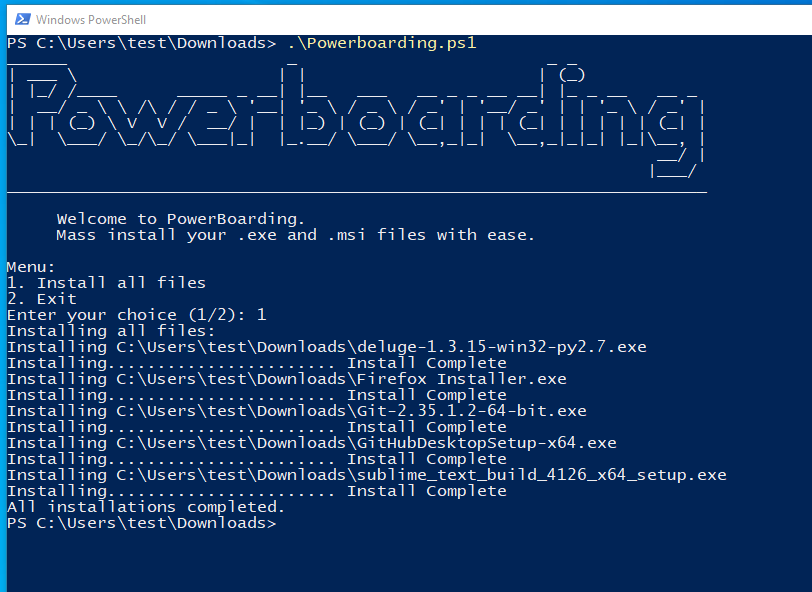 Windows PowerShell
PS C:\Users\test\Downloads> .\Powerboarding.ps1
Powerboarding
Welcome to PowerBoarding.
Mass install your .exe and .msi files with ease.
Menu:
1. Install all files
2. Exit
Enter your choice (1/2): 1
Installing all files:
Installing C:\Users\test\Downloads\deluge-1.3.15-win32-py2.7.exe
Installing....................... Install Complete
Installing C:\Users\test\Downloads\Firefox Installer.exe
Installing....................... Install Complete
Installing C:\Users\test\Downloads\Git-2.35.1.2-64-bit.exe
Installing....................... Install Complete
Installing C:\Users\test\Downloads\GitHubDesktopSetup-x64.exe
Installing....................... Install Complete
Installing C:\Users\test\Downloads\sublime_text_build_4126_x64_setup.exe
Installing....................... Install Complete
All installations completed.
PS C:\Users\test\Downloads>